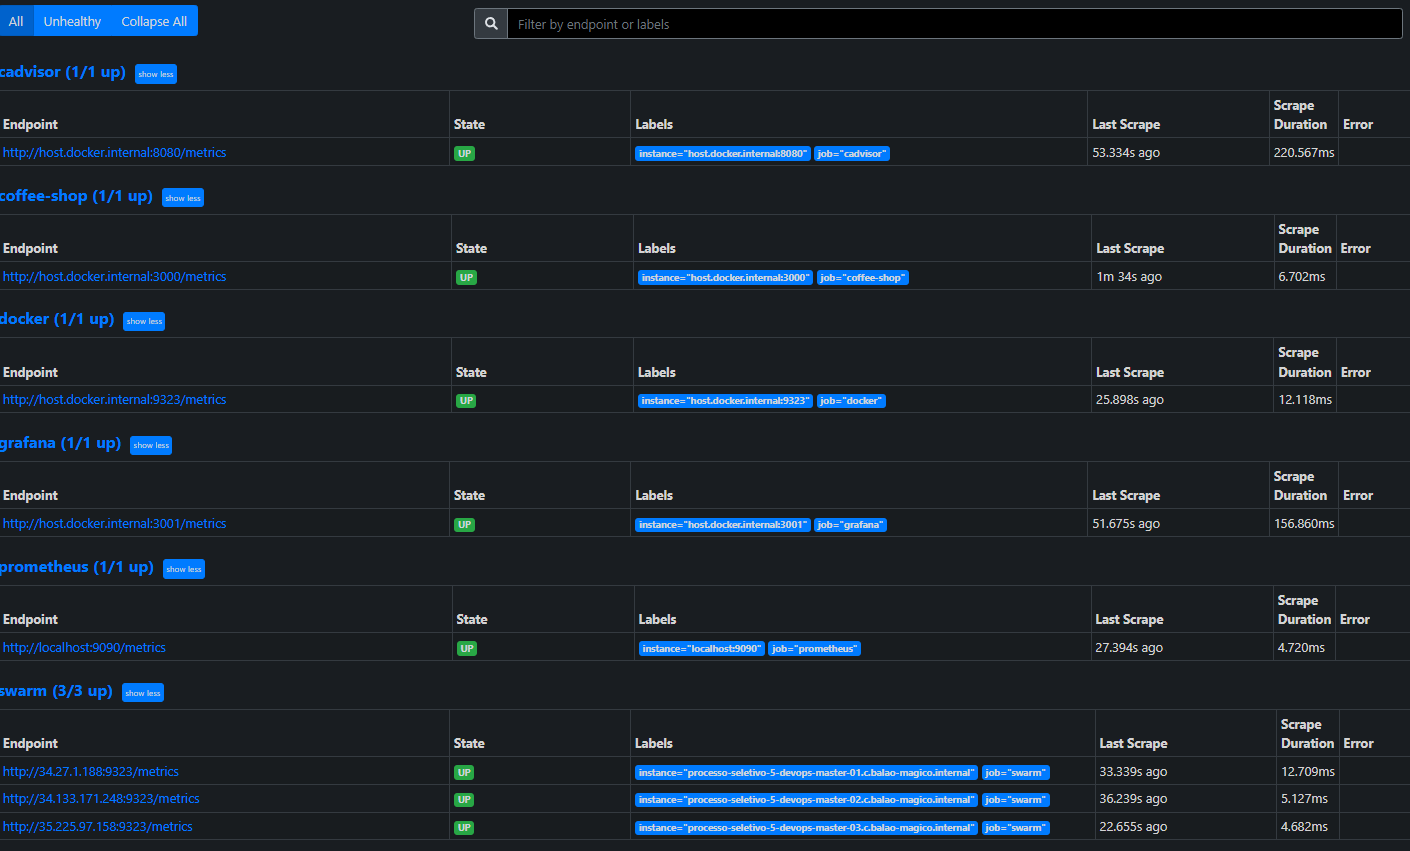 All Unhealthy Collapse All Filter by endpoint or labels
cadvisor (1/1 up) show less
Endpoint State Labels Last Scrape Scrape Duration Error
http://host.docker.internal:8080/metrics UP instance="host.docker.internal:8080" job="cadvisor" 53.334s ago 220.567ms
coffee-shop (1/1 up) show less
Endpoint State Labels Last Scrape Scrape Duration Error
http://host.docker.internal:3000/metrics UP instance="host.docker.internal:3000" job="coffee-shop" 1m 34s ago 6.702ms
docker (1/1 up) show less
Endpoint State Labels Last Scrape Scrape Duration Error
http://host.docker.internal:9323/metrics UP instance="host.docker.internal:9323" job="docker" 25.898s ago 12.118ms
grafana (1/1 up) show less
Endpoint State Labels Last Scrape Scrape Duration Error
http://host.docker.internal:3001/metrics UP instance="host.docker.internal:3001" job="grafana" 51.675s ago 156.860ms
prometheus (1/1 up) show less
Endpoint State Labels Last Scrape Scrape Duration Error
http://localhost:9090/metrics UP instance="localhost:9090" job="prometheus" 27.394s ago 4.720ms
swarm (3/3 up) show less
Endpoint State Labels Last Scrape Scrape Duration Error
http://34.27.1.188:9323/metrics UP instance="processo-seletivo-5-devops-master-01.c.balao-magico.internal" job="swarm" 33.339s ago 12.709ms
http://34.133.171.248:9323/metrics UP instance="processo-seletivo-5-devops-master-02.c.balao-magico.internal" job="swarm" 36.239s ago 5.127ms
http://35.225.97.158:9323/metrics UP instance="processo-seletivo-5-devops-master-03.c.balao-magico.internal" job="swarm" 22.655s ago 4.682ms